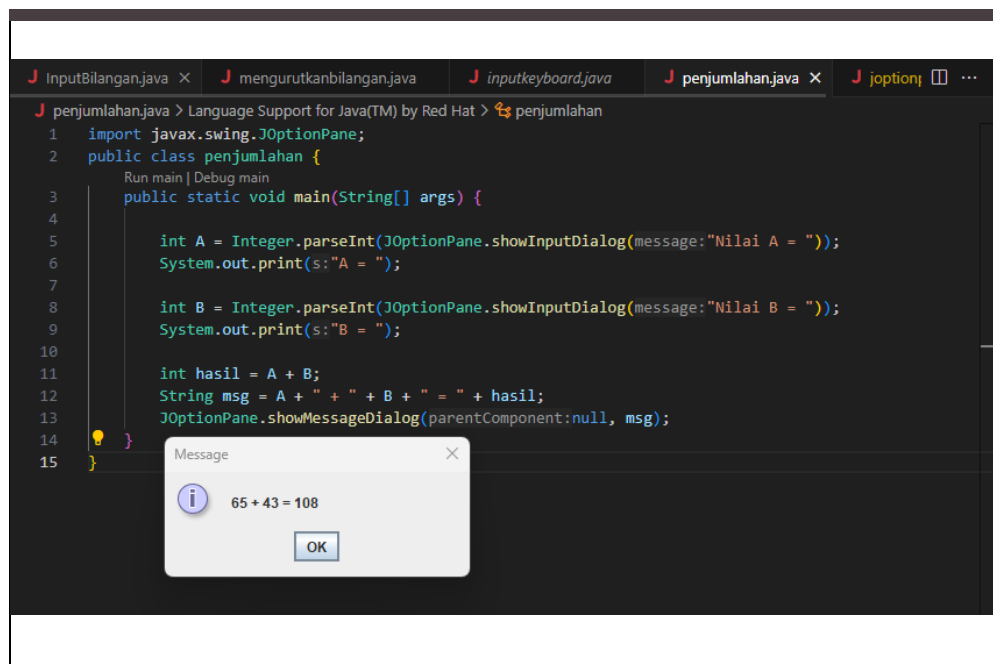 J InputBilangan.java × J mengurutkanbilangan.java J inputkeyboard.java J penjumlahan.java × J joptionp ···
J penjumlahan.java > Language Support for Java(TM) by Red Hat > penjumlahan
1 import javax.swing.JOptionPane;
2 public class penjumlahan {
Run main | Debug main
3 public static void main(String[] args) {
4
5 int A = Integer.parseInt(JOptionPane.showInputDialog(message:"Nilai A = "));
6 System.out.print(s:"A = ");
7
8 int B = Integer.parseInt(JOptionPane.showInputDialog(message:"Nilai B = "));
9 System.out.print(s:"B = ");
10
11 int hasil = A + B;
12 String msg = A + " + " + B + " = " + hasil;
13 JOptionPane.showMessageDialog(parentComponent:null, msg);
14 }
15 }
Message ×
i 65 + 43 = 108
OK